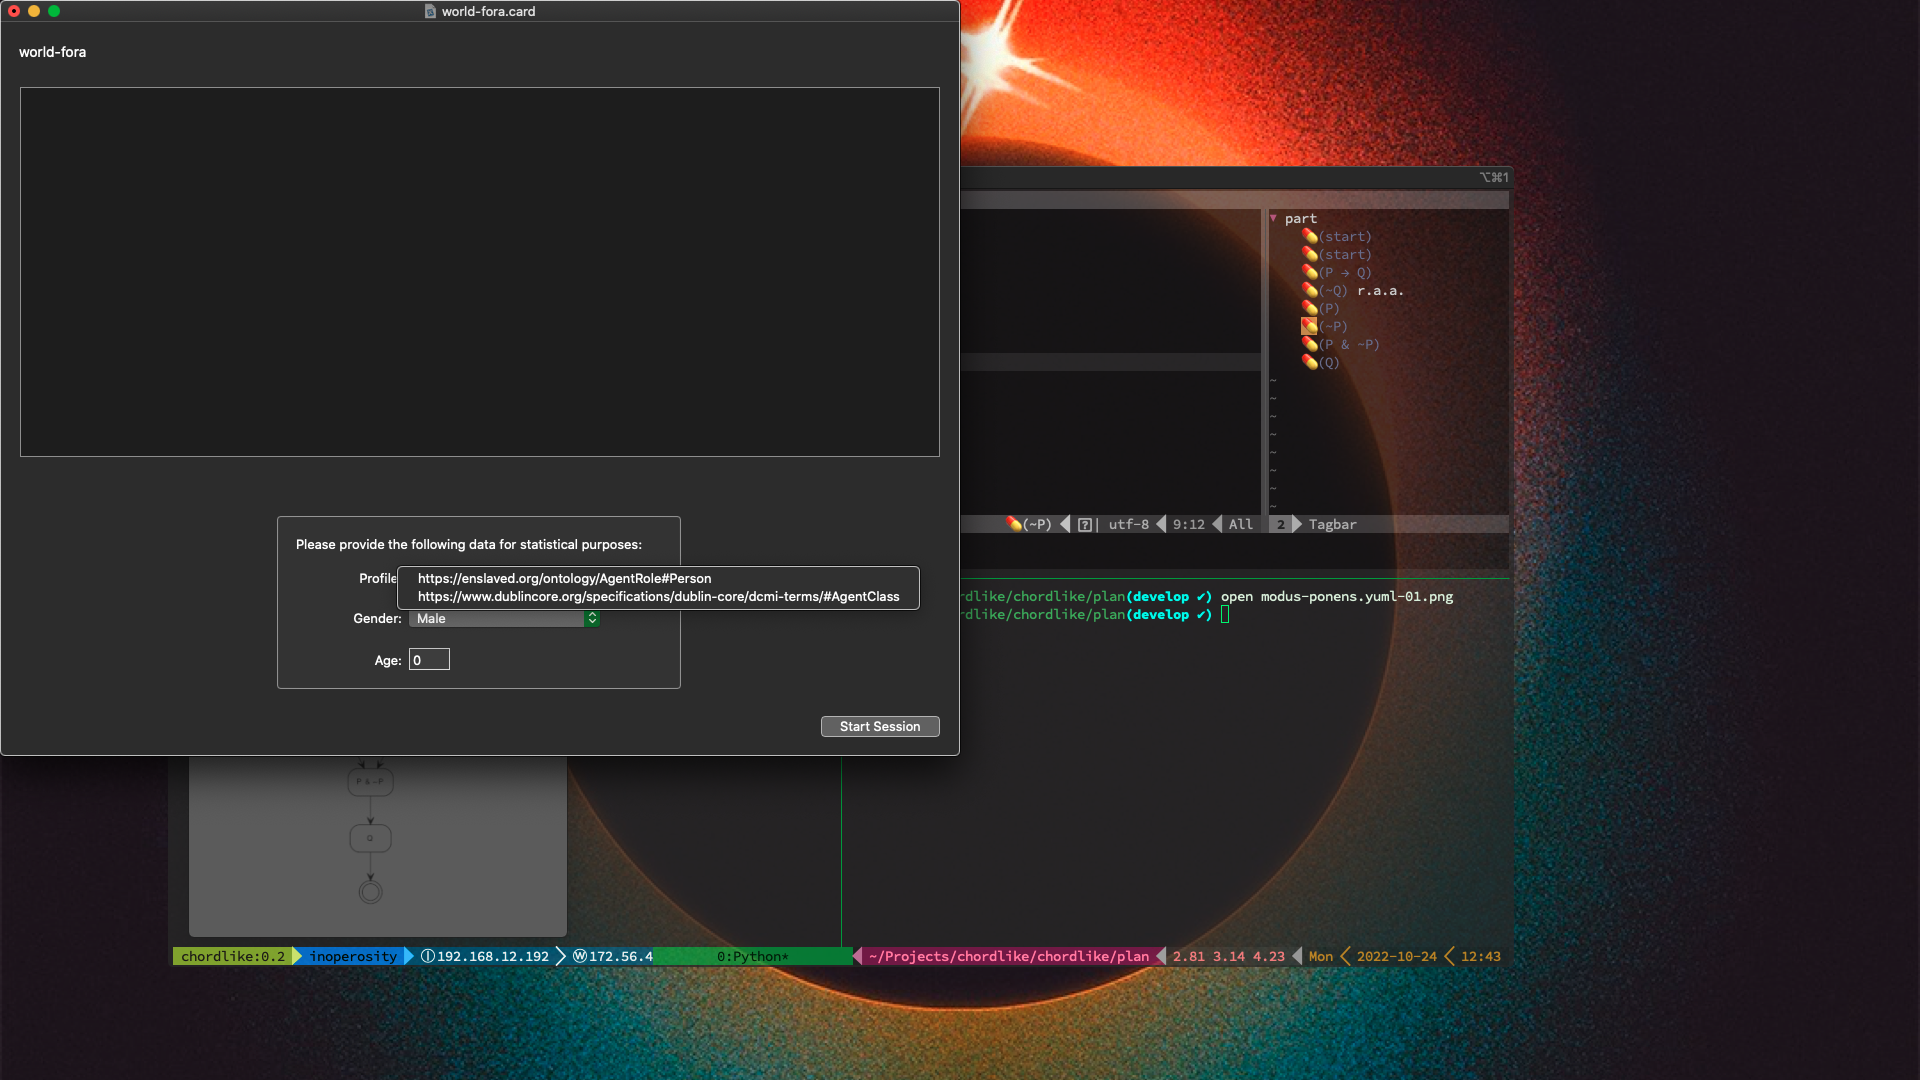 world-fora.card
world-fora
Please provide the following data for statistical purposes:
Profile
https://enslaved.org/ontology/AgentRole#Person
https://www.dublincore.org/specifications/dublin-core/dcmi-terms/#AgentClass
Gender: Male
Age: 0
Start Session
⌥⌘1
▼ part
(start)
(start)
(P → Q)
(~Q) r.a.a.
(P)
(~P)
(P & ~P)
(Q)
~
~
~
~
~
~
~
~
(~P) [?] | utf-8 9:12 All
2 Tagbar
rdlike/chordlike/plan(develop ✔) open modus-ponens.yuml-01.png
rdlike/chordlike/plan(develop ✔)
P & ~P
Q
chordlike:0.2 inoperosity Ⓘ192.168.12.192 Ⓦ172.56.4 0:Python* ~/Projects/chordlike/chordlike/plan 2.81 3.14 4.23 Mon 2022-10-24 12:43